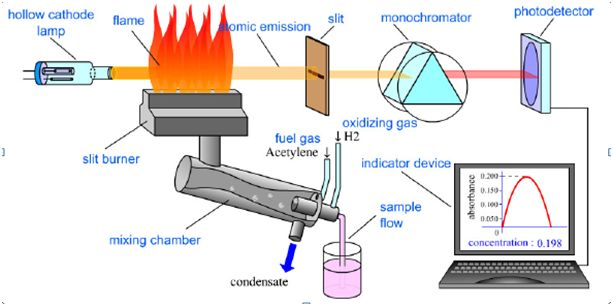 hollow cathode
lamp
flame
atomic emission
slit
monochromator
photodetector
slit burner
fuel gas
Acetylene
oxidizing gas
H2
mixing chamber
condensate
sample
flow
indicator device
absorbance
0.200
0.150
0.100
0.050
0
concentration : 0.198